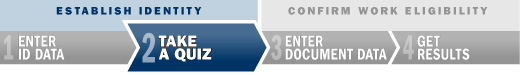 ESTABLISH IDENTITY
CONFIRM WORK ELIGIBILITY
1 ENTER
ID DATA
2 TAKE
A QUIZ
3 ENTER
DOCUMENT DATA
4 GET
RESULTS